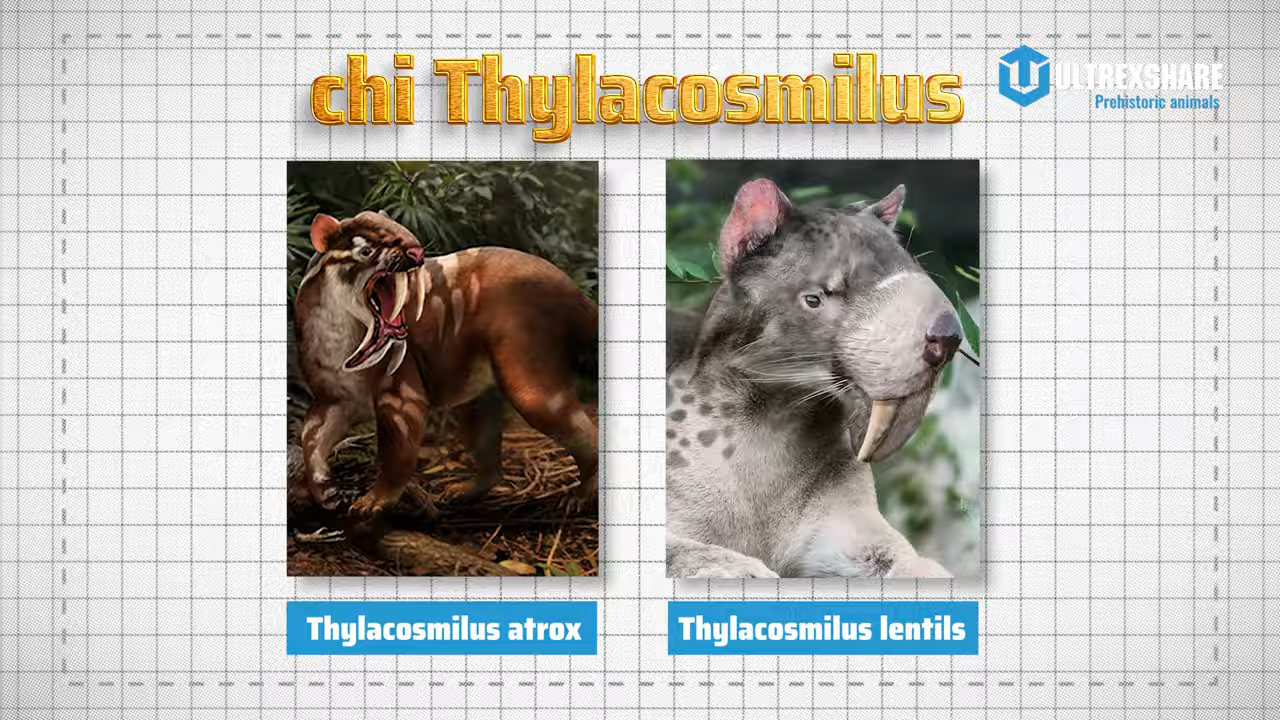 chi Thylacosmilus
ULTREXSHARE
Prehistoric animals
Thylacosmilus atrox
Thylacosmilus lentils